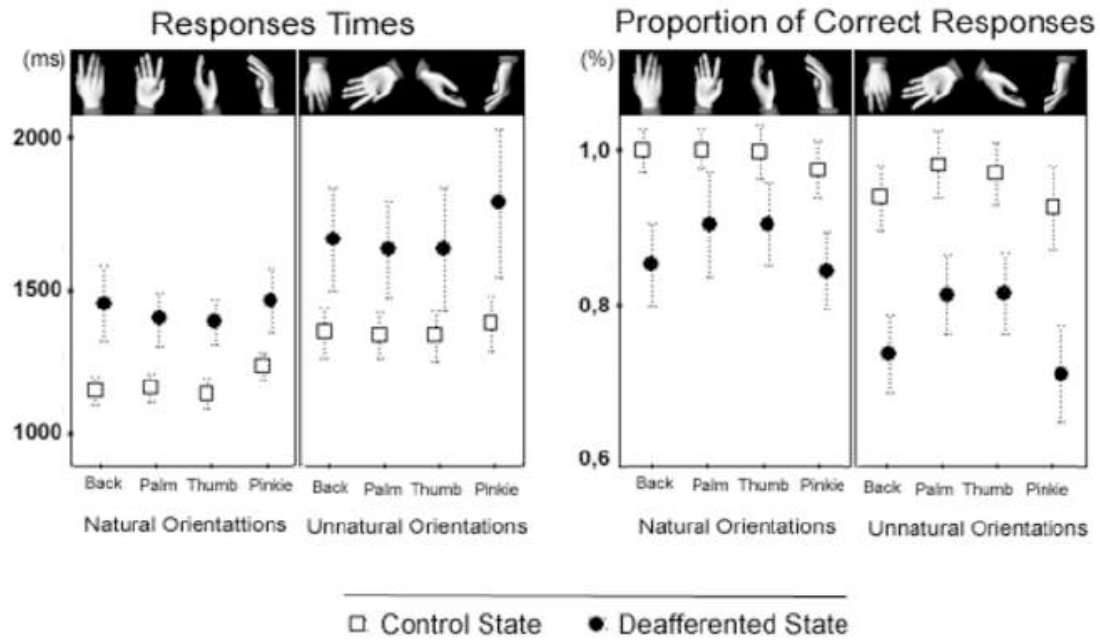 Responses Times
(ms)
2000
1500
1000
Back Palm Thumb Pinkie
Natural Orientattions
Back Palm Thumb Pinkie
Unnatural Orientations
Proportion of Correct Responses
(%)
1,0
0,8
0,6
Back Palm Thumb Pinkie
Natural Orientations
Back Palm Thumb Pinkie
Unnatural Orientations
Control State
Deafferented State